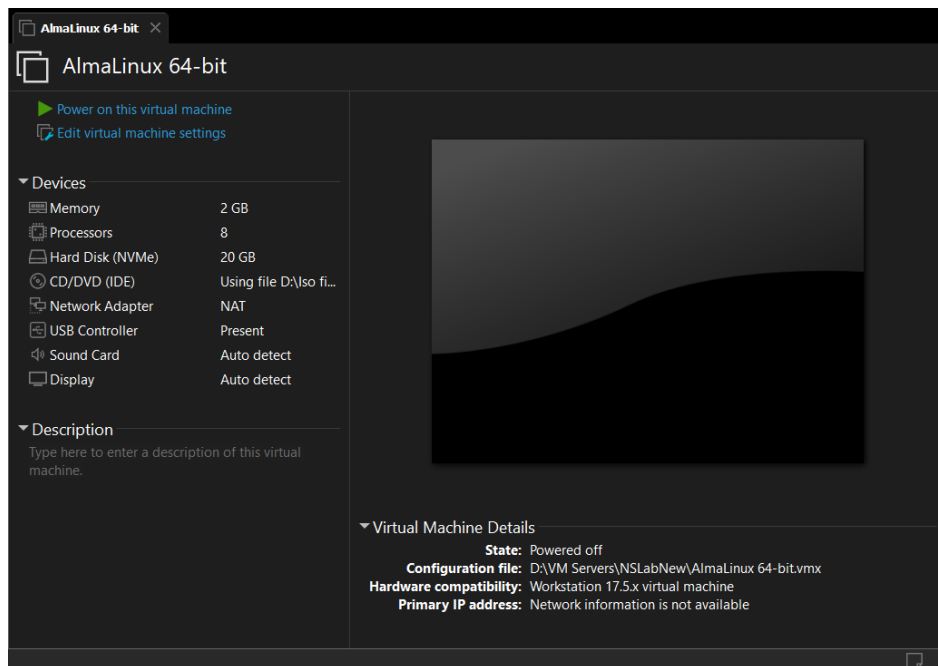 AlmaLinux 64-bit
AlmaLinux 64-bit
Power on this virtual machine
Edit virtual machine settings
Devices
Memory 2 GB
Processors 8
Hard Disk (NVMe) 20 GB
CD/DVD (IDE) Using file D:\Iso fi...
Network Adapter NAT
USB Controller Present
Sound Card Auto detect
Display Auto detect
Description
Type here to enter a description of this virtual
machine.
Virtual Machine Details
State: Powered off
Configuration file: D:\VM Servers\NSLabNew\AlmaLinux 64-bit.vmx
Hardware compatibility: Workstation 17.5.x virtual machine
Primary IP address: Network information is not available